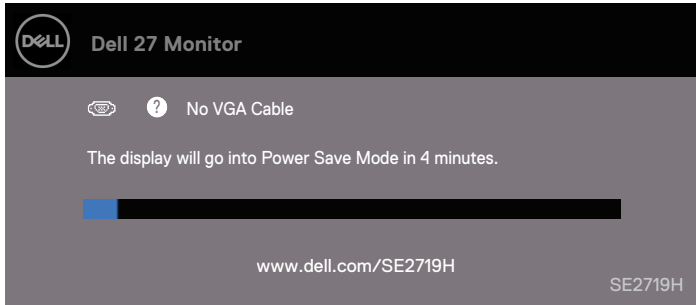 DELL
Dell 27 Monitor
? No VGA Cable
The display will go into Power Save Mode in 4 minutes.
www.dell.com/SE2719H
SE2719H